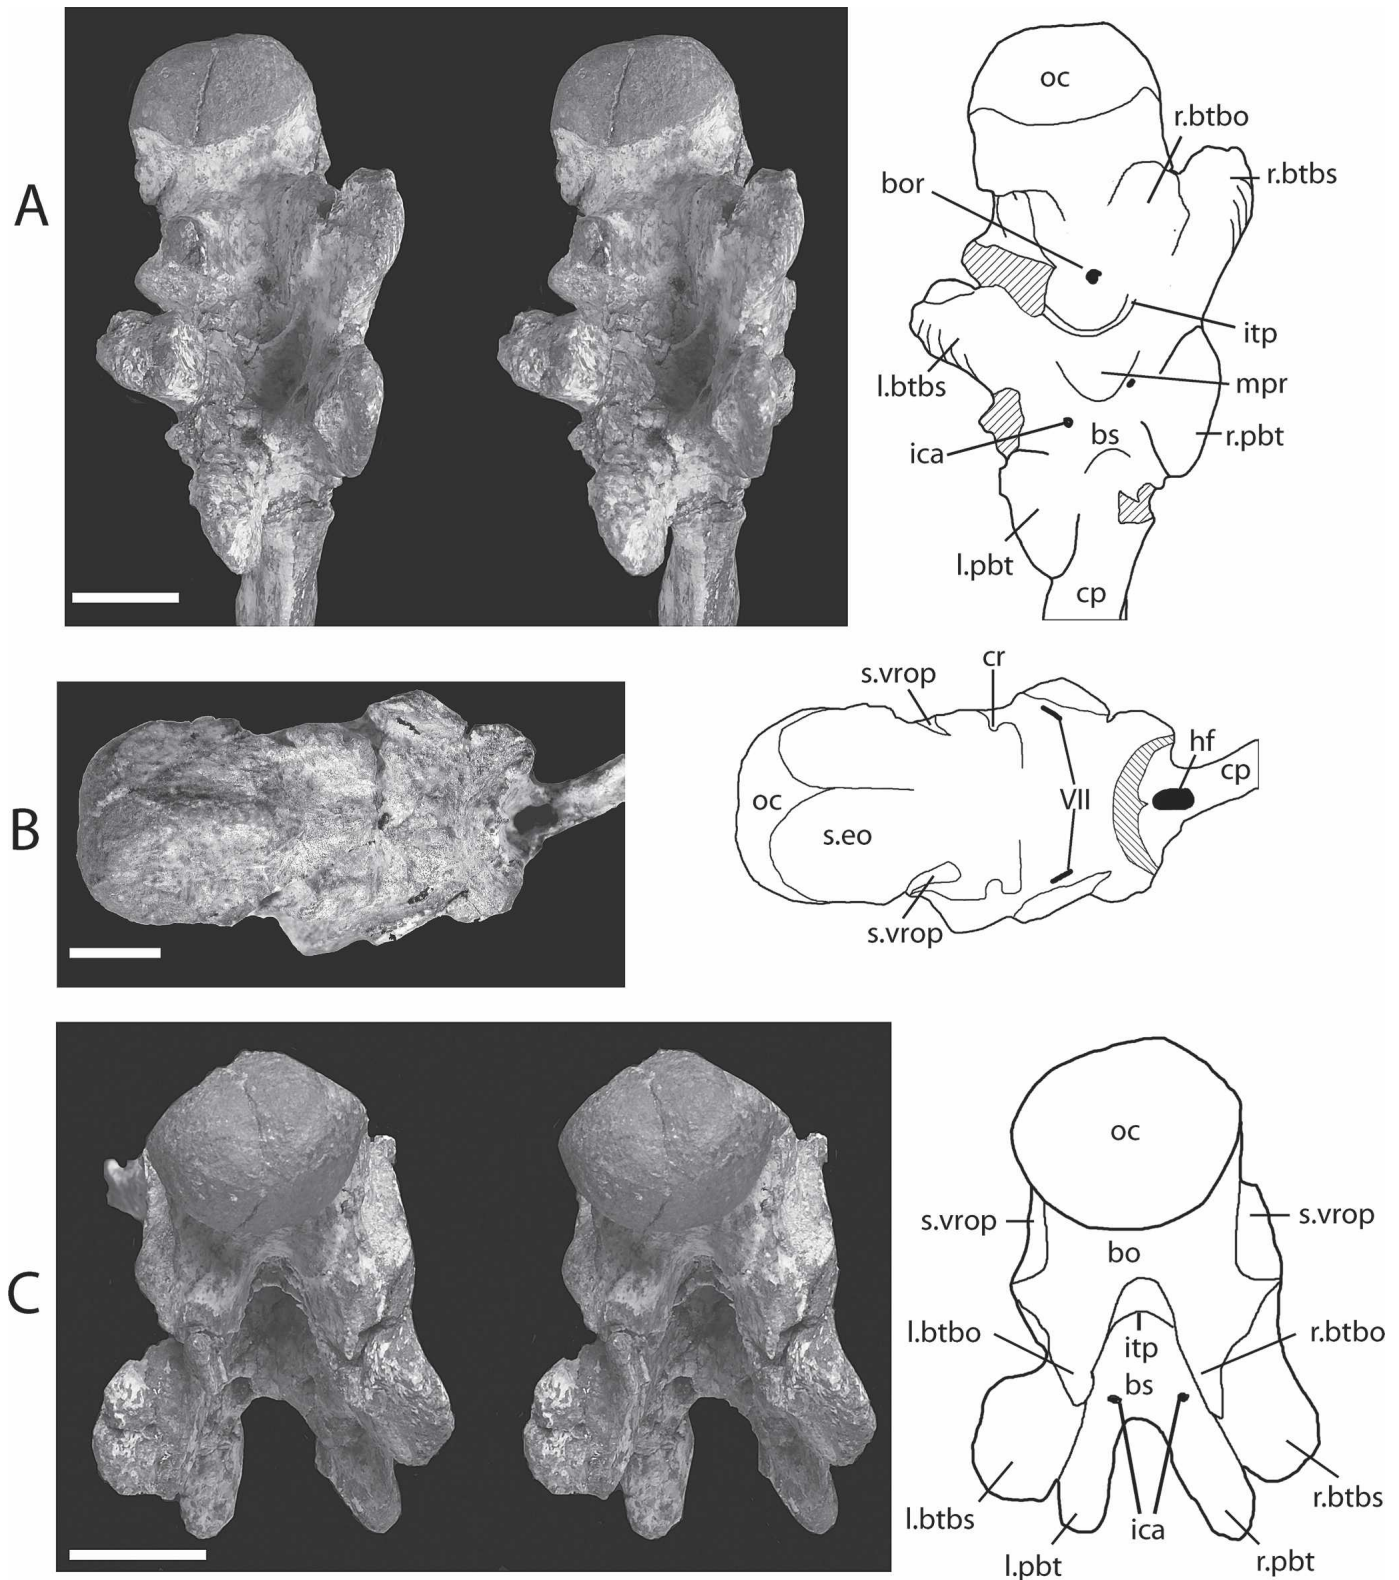 A
oc
r.btbo
bor
r.btbs
itp
l.btbs
mpr
ica
bs
r.pbt
l.pbt
cp
B
s.vrop
cr
hf
oc
VII
cp
s.eo
s.vrop
C
oc
s.vrop
s.vrop
bo
l.btbo
r.btbo
itp
bs
l.btbs
ica
r.btbs
l.pbt
r.pbt